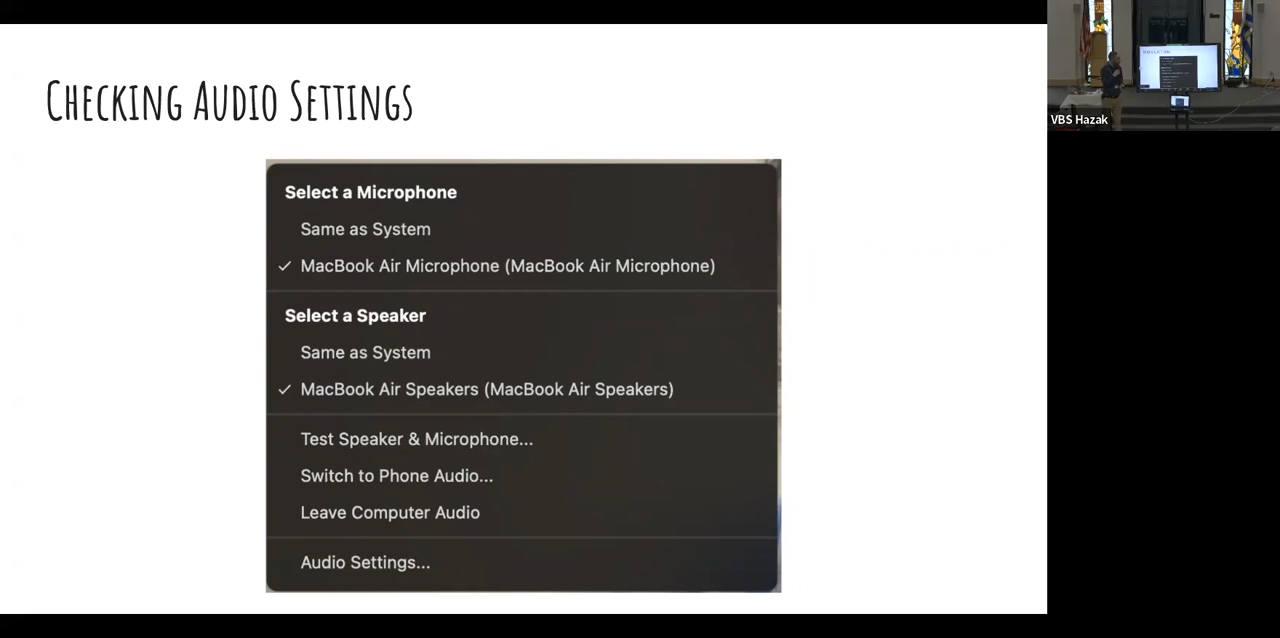 Checking Audio Settings
Select a Microphone
Same as System
✓ MacBook Air Microphone (MacBook Air Microphone)
Select a Speaker
Same as System
✓ MacBook Air Speakers (MacBook Air Speakers)
Test Speaker & Microphone...
Switch to Phone Audio...
Leave Computer Audio
Audio Settings...
VBS Hazak